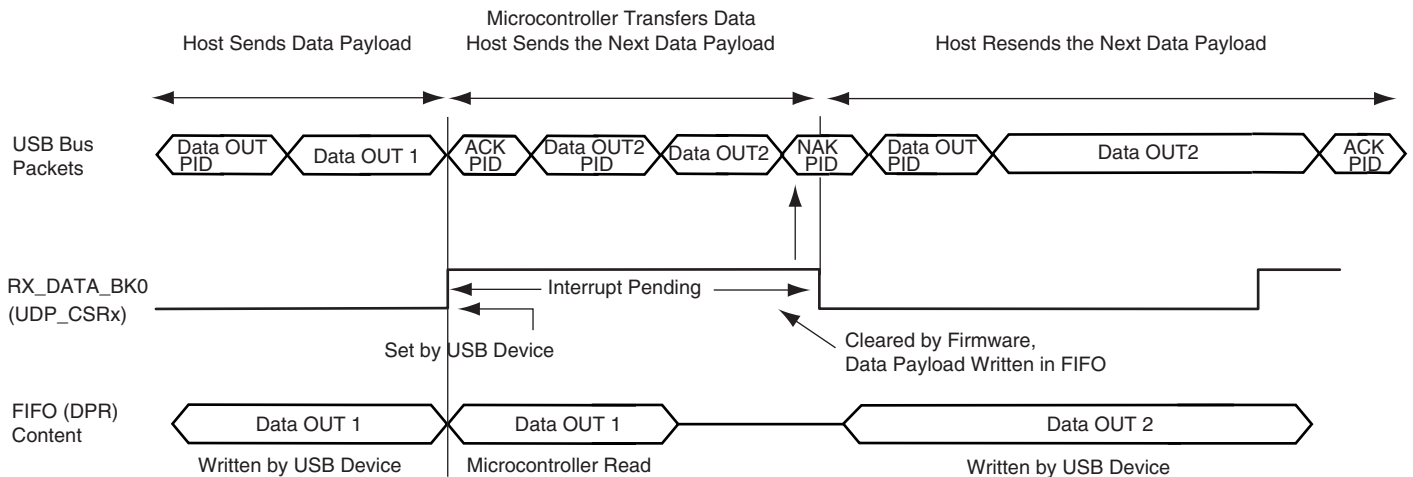 Microcontroller Transfers Data
Host Sends Data Payload
Host Sends the Next Data Payload
Host Resends the Next Data Payload
USB Bus
Packets
Data OUT
PID
Data OUT 1
ACK
PID
Data OUT2
PID
Data OUT2
NAK
PID
Data OUT
PID
Data OUT2
ACK
PID
RX_DATA_BK0
(UDP_CSRx)
Interrupt Pending
Set by USB Device
Cleared by Firmware,
Data Payload Written in FIFO
FIFO (DPR)
Content
Data OUT 1
Data OUT 1
Data OUT 2
Written by USB Device
Microcontroller Read
Written by USB Device